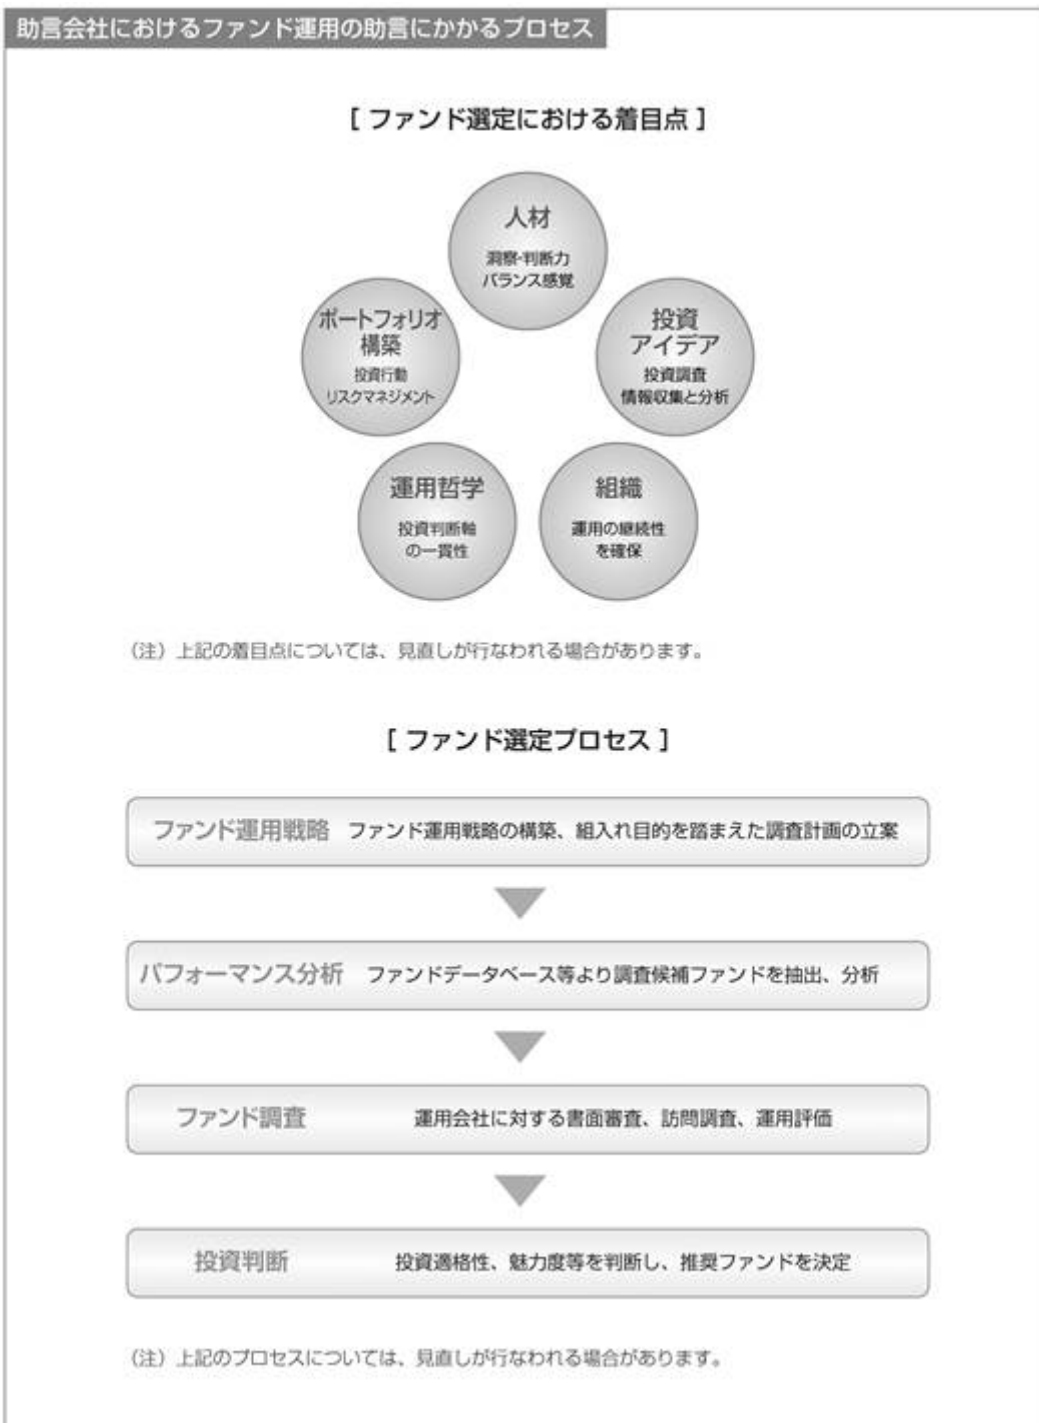 助言会社におけるファンド運用の助言にかかるプロセス
[ ファンド選定における着目点 ]
人材
洞察・判断力
バランス感覚
投資
アイデア
投資調査
情報収集と分析
組織
運用の継続性
を確保
運用哲学
投資判断軸
の一貫性
ポートフォリオ
構築
投資行動
リスクマネジメント
（注）上記の着目点については、見直しが行なわれる場合があります。
[ ファンド選定プロセス ]
ファンド運用戦略 ファンド運用戦略の構築、組入れ目的を踏まえた調査計画の立案
パフォーマンス分析 ファンドデータベース等より調査候補ファンドを抽出、分析
ファンド調査 運用会社に対する書面審査、訪問調査、運用評価
投資判断 投資適格性、魅力度等を判断し、推奨ファンドを決定
（注）上記のプロセスについては、見直しが行なわれる場合があります。